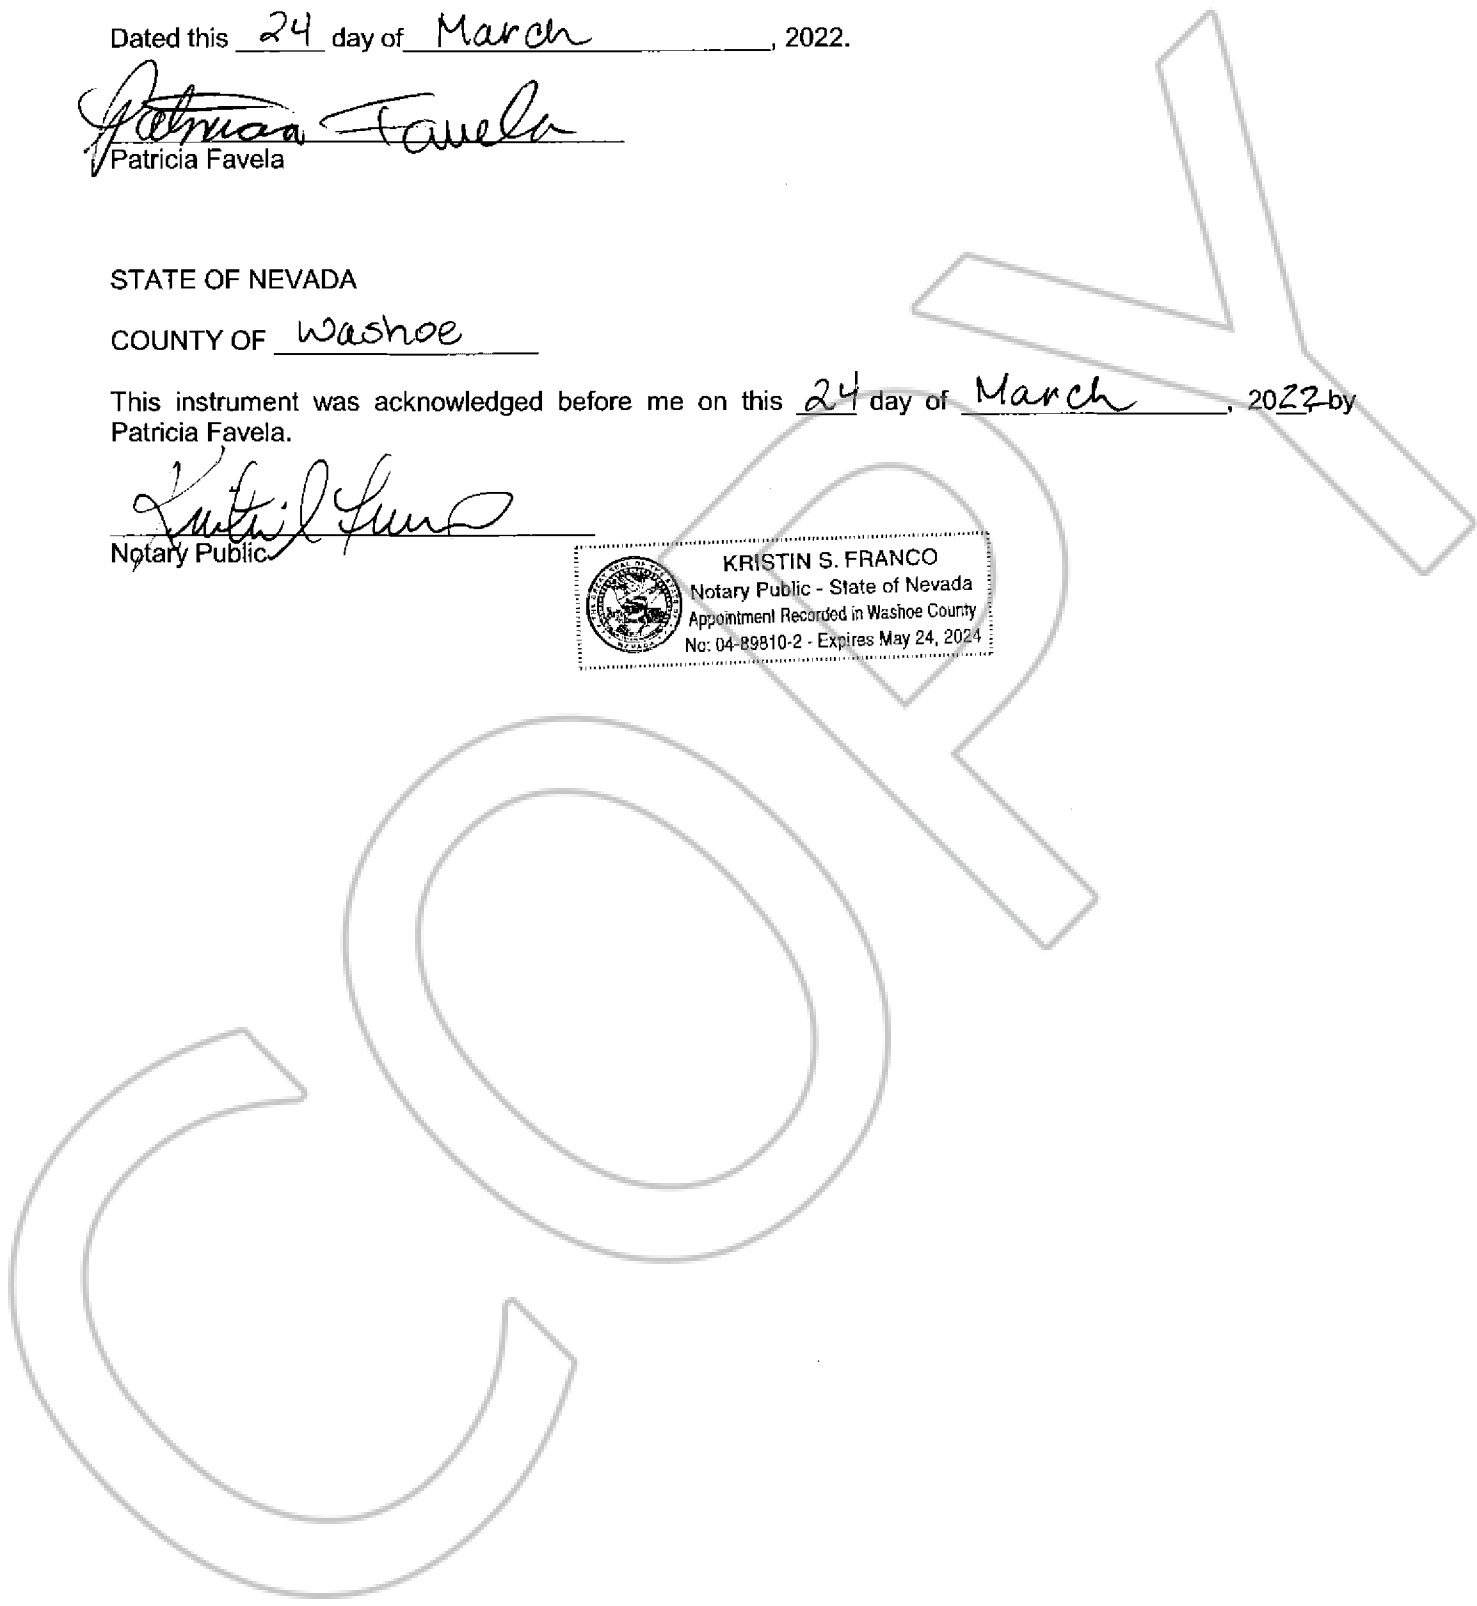 Dated this 24 day of March, 2022.
Patricia Favela
Patricia Favela
STATE OF NEVADA
COUNTY OF Washoe
This instrument was acknowledged before me on this 24 day of March, 2022 by
Patricia Favela.
Notary Public
KRISTIN S. FRANCO
Notary Public - State of Nevada
Appointment Recorded in Washoe County
No: 04-89810-2 - Expires May 24, 2024
COPY